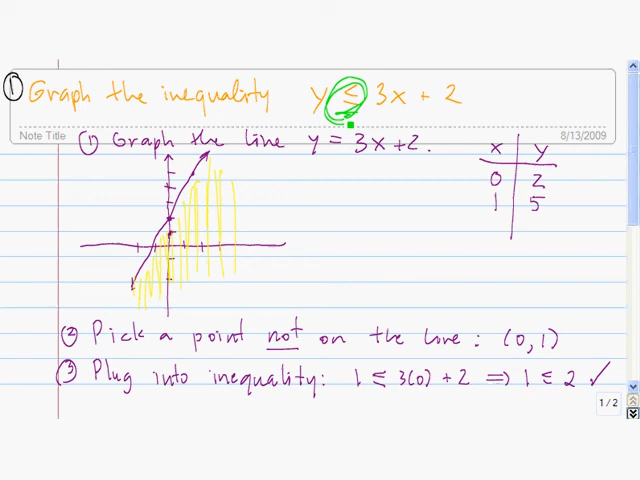 ① Graph the inequality y ≤ 3x + 2
Note Title
8/13/2009
(1) Graph the line y = 3x + 2.
x y
0 2
1 5
② Pick a point not on the line: (0, 1)
③ Plug into inequality: 1 ≤ 3(0) + 2 ⟹ 1 ≤ 2 ✓
1 / 2